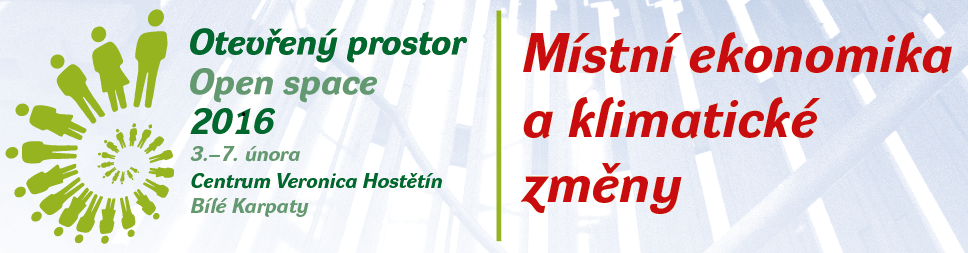 Otevřený prostor
Open space
2016
3.–7. února
Centrum Veronica Hostětín
Bílé Karpaty
Místní ekonomika
a klimatické
změny